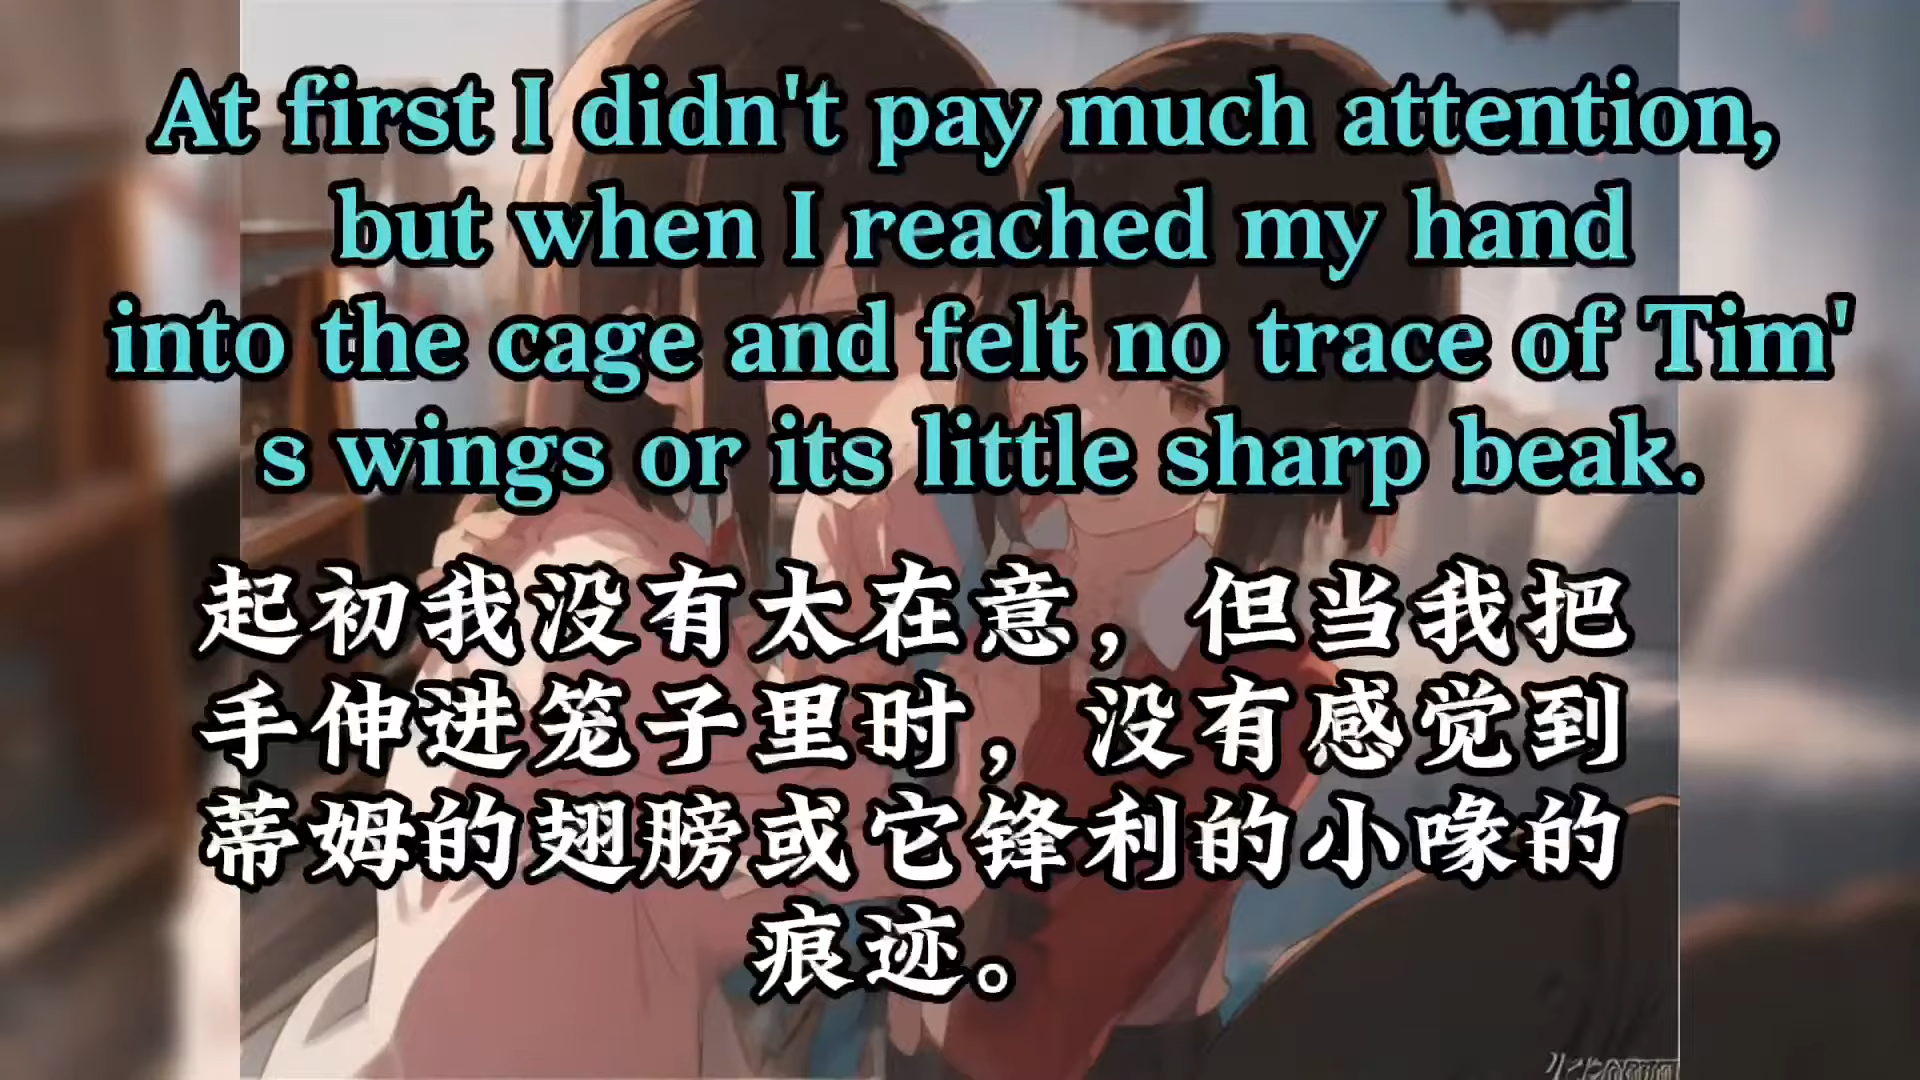 At first I didn't pay much attention,
but when I reached my hand
into the cage and felt no trace of Tim'
s wings or its little sharp beak.
起初我没有太在意，但当我把
手伸进笼子里时，没有感觉到
蒂姆的翅膀或它锋利的小喙的
痕迹。